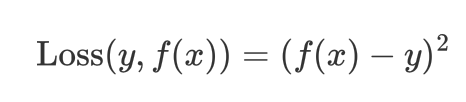 Loss(y, f(x)) = (f(x) − y)²